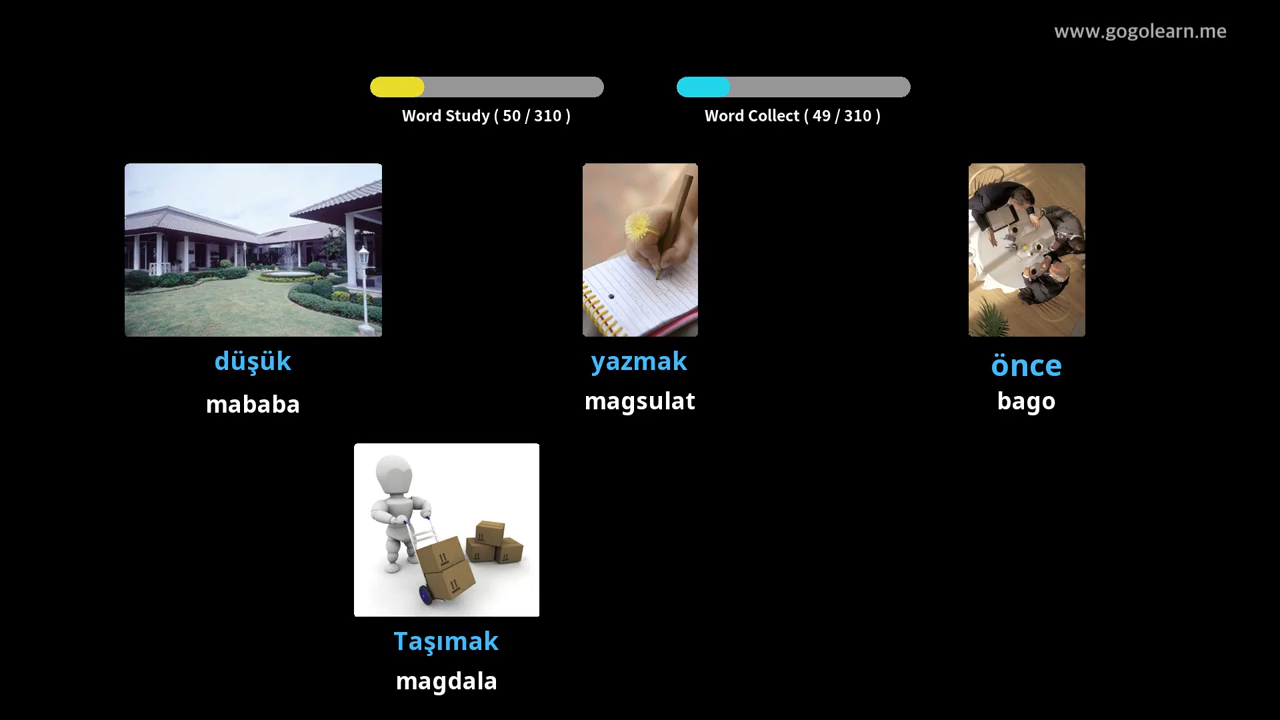 www.gogolearn.me
Word Study ( 50 / 310 )
Word Collect ( 49 / 310 )
düşük
mababa
yazmak
magsulat
önce
bago
Taşımak
magdala